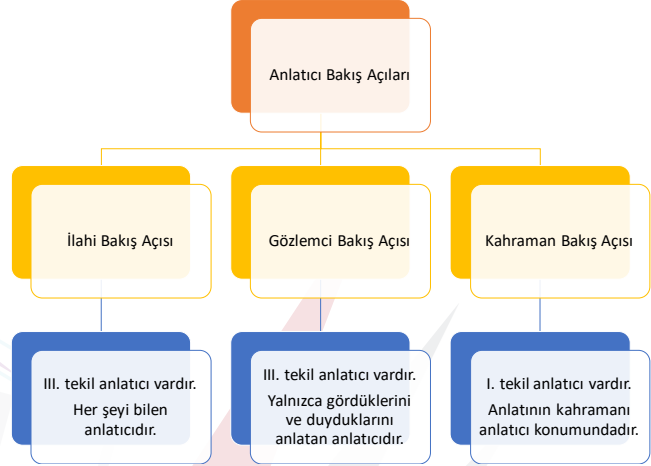 Anlatıcı Bakış Açıları
İlahi Bakış Açısı
Gözlemci Bakış Açısı
Kahraman Bakış Açısı
III. tekil anlatıcı vardır.
Her şeyi bilen
anlatıcıdır.
III. tekil anlatıcı vardır.
Yalnızca gördüklerini
ve duyduklarını
anlatan anlatıcıdır.
I. tekil anlatıcı vardır.
Anlatının kahramanı
anlatıcı konumundadır.